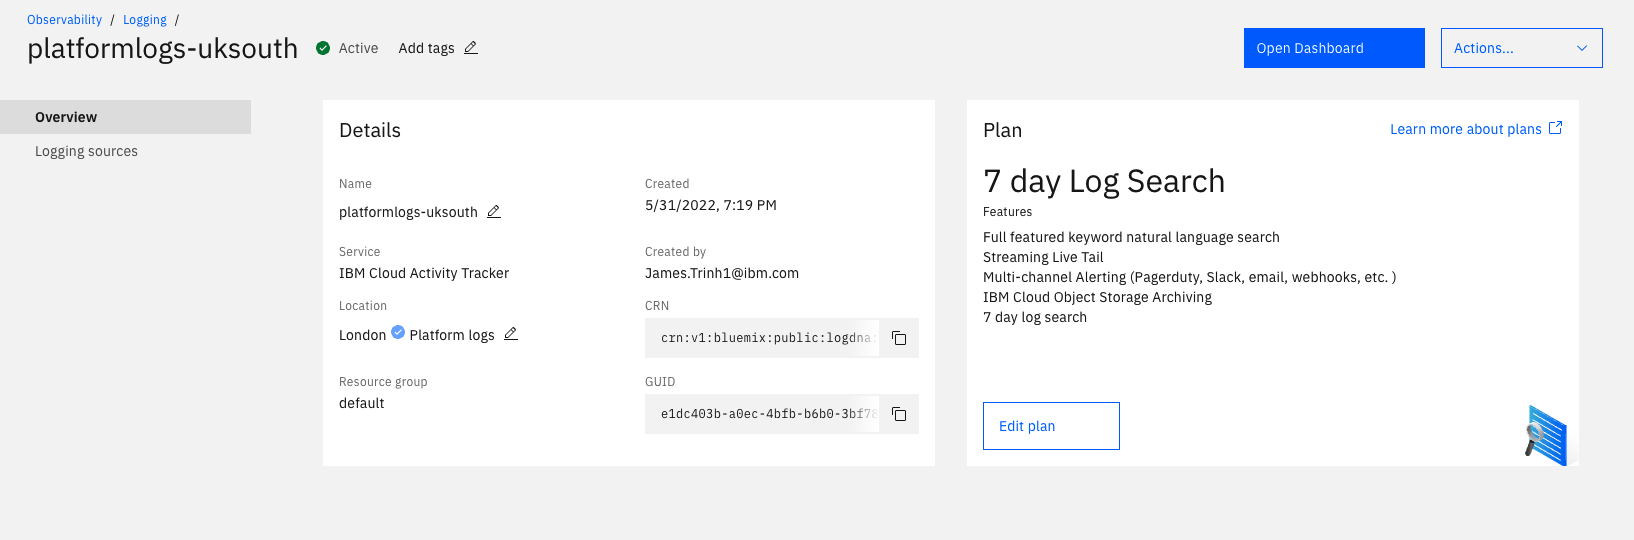 Observability / Logging /
platformlogs-uksouth Active Add tags
Open Dashboard
Actions...
Overview
Logging sources
Details
Name
platformlogs-uksouth
Created
5/31/2022, 7:19 PM
Service
IBM Cloud Activity Tracker
Created by
James.Trinh1@ibm.com
Location
London Platform logs
CRN
crn:v1:bluemix:public:logdna:
Resource group
default
GUID
e1dc403b-a0ec-4bfb-b6b0-3bf78
Plan
Learn more about plans
7 day Log Search
Features
Full featured keyword natural language search
Streaming Live Tail
Multi-channel Alerting (Pagerduty, Slack, email, webhooks, etc. )
IBM Cloud Object Storage Archiving
7 day log search
Edit plan